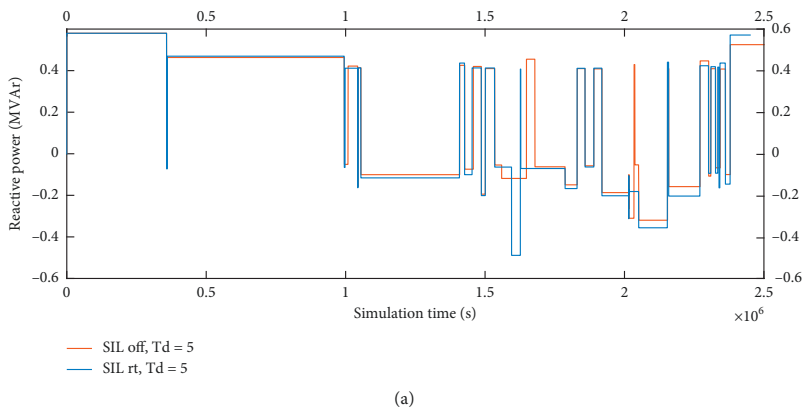 0 0.5 1 1.5 2 2.5
0.6
0.4 0.4
0.2 0.2
0 0
–0.2 –0.2
–0.4 –0.4
–0.6 –0.6
Reactive power (MVAr)
0 0.5 1 1.5 2 2.5
Simulation time (s)
×10⁶
SIL off, Td = 5
SIL rt, Td = 5
(a)